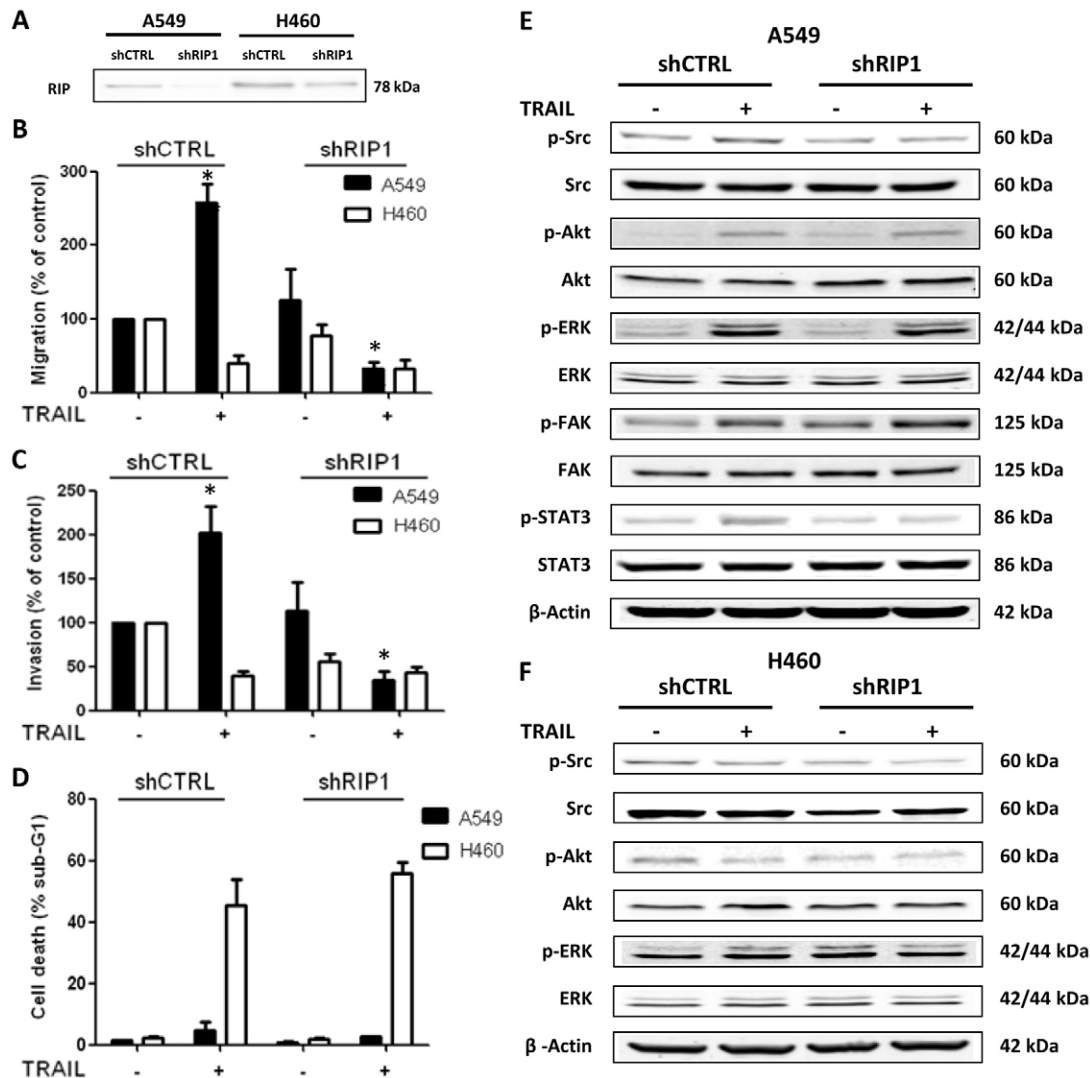 A
A549 H460
shCTRL shRIP1 shCTRL shRIP1
RIP 78 kDa
B
shCTRL shRIP1
300
200
100
0
Migration (% of control)
* *
A549
H460
TRAIL - + - +
C
shCTRL shRIP1
250
200
150
100
50
0
Invasion (% of control)
* *
A549
H460
TRAIL - + - +
D
shCTRL shRIP1
80
60
40
20
0
Cell death (% sub-G1)
A549
H460
TRAIL - + - +
E
A549
shCTRL shRIP1
TRAIL - + - +
p-Src 60 kDa
Src 60 kDa
p-Akt 60 kDa
Akt 60 kDa
p-ERK 42/44 kDa
ERK 42/44 kDa
p-FAK 125 kDa
FAK 125 kDa
p-STAT3 86 kDa
STAT3 86 kDa
β-Actin 42 kDa
F
H460
shCTRL shRIP1
TRAIL - + - +
p-Src 60 kDa
Src 60 kDa
p-Akt 60 kDa
Akt 60 kDa
p-ERK 42/44 kDa
ERK 42/44 kDa
β -Actin 42 kDa